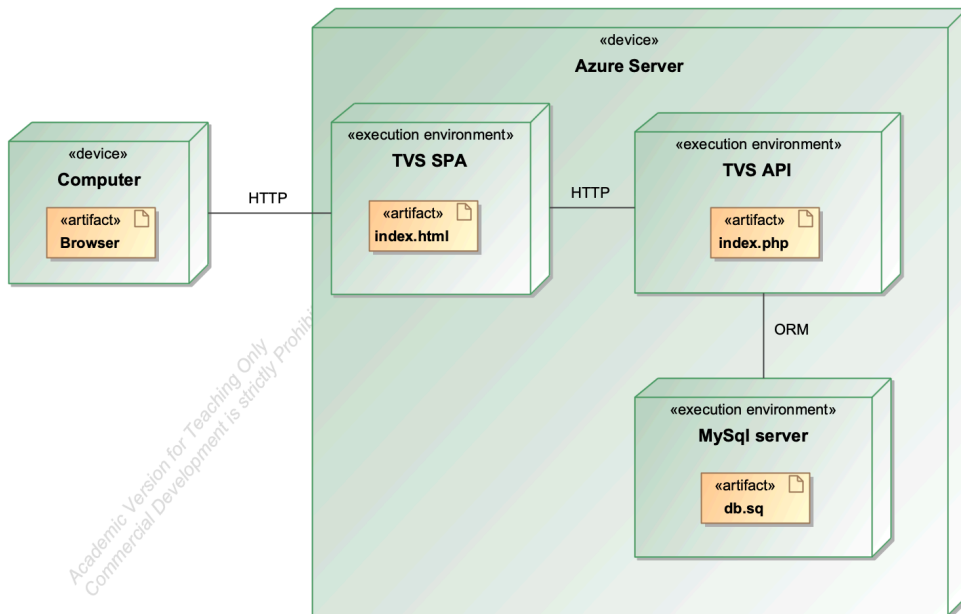 «device»
Azure Server
«device»
Computer
«artifact»
Browser
HTTP
«execution environment»
TVS SPA
«artifact»
index.html
HTTP
«execution environment»
TVS API
«artifact»
index.php
ORM
«execution environment»
MySql server
«artifact»
db.sq
Academic Version for Teaching Only
Commercial Development is strictly Prohibi